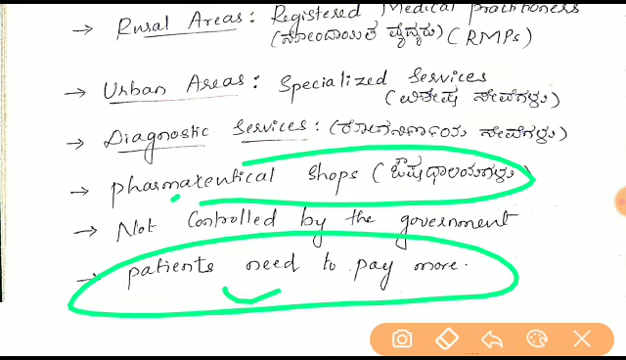 → Rural Areas: Registered Medical Practitioners
(ನೋಂದಾಯಿತ ವೈದ್ಯರು) (RMPs)
→ Urban Areas: Specialized Services
(ವಿಶೇಷ ಸೇವೆಗಳು)
→ Diagnostic Services: (ರೋಗನಿರ್ಣಯ ಸೇವೆಗಳು)
→ pharmateutical shops (ಔಷಧಾಲಯಗಳು)
→ Not controlled by the government
→ patients need to pay more.